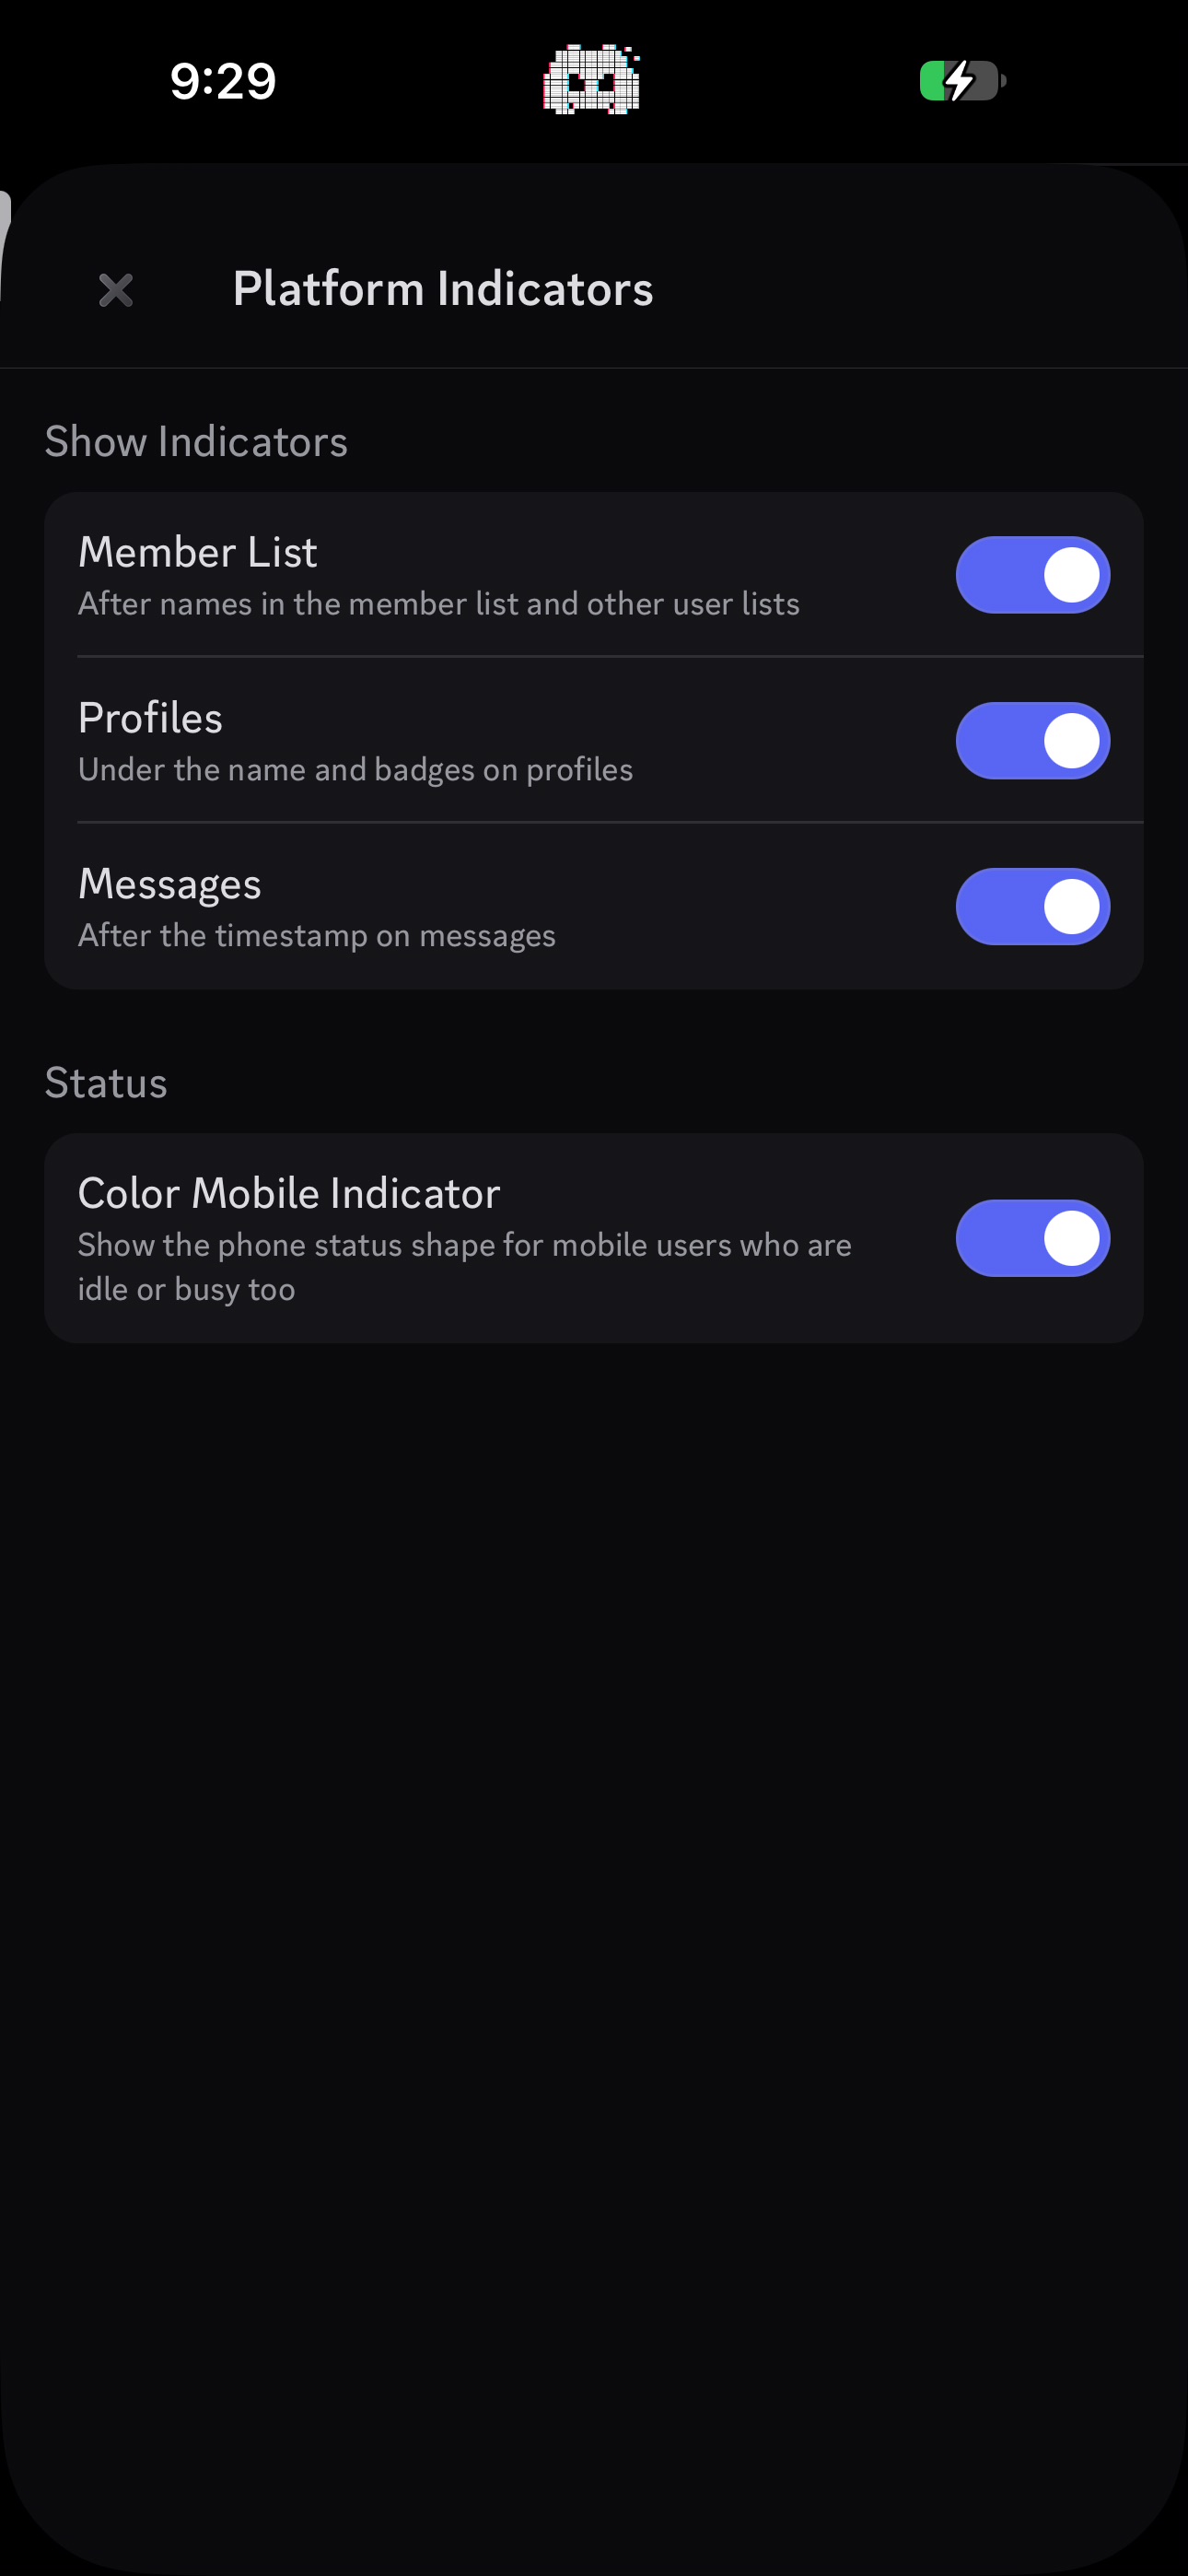 9:29
Platform Indicators
Show Indicators
Member List
After names in the member list and other user lists
Profiles
Under the name and badges on profiles
Messages
After the timestamp on messages
Status
Color Mobile Indicator
Show the phone status shape for mobile users who are
idle or busy too